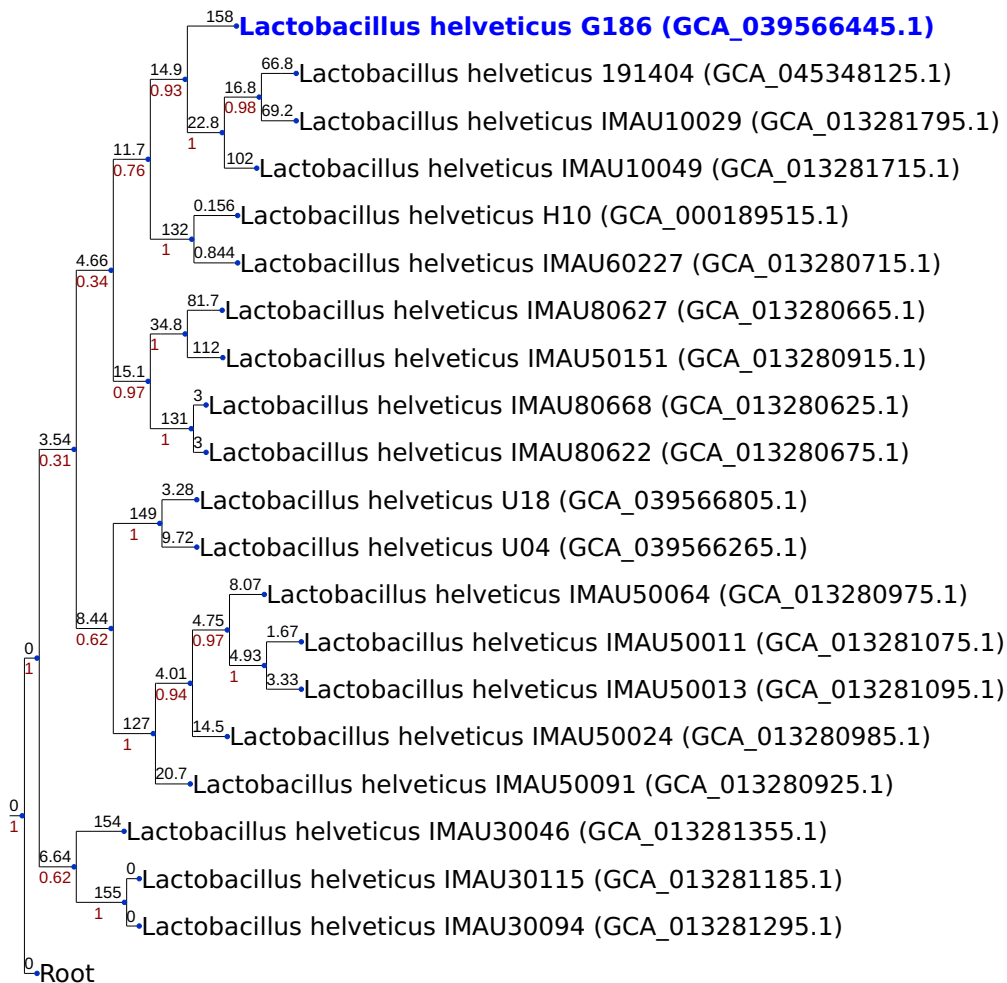 158
Lactobacillus helveticus G186 (GCA_039566445.1)
14.9
0.93
66.8
Lactobacillus helveticus 191404 (GCA_045348125.1)
16.8
0.98
69.2
Lactobacillus helveticus IMAU10029 (GCA_013281795.1)
22.8
1
102
Lactobacillus helveticus IMAU10049 (GCA_013281715.1)
11.7
0.76
0.156
Lactobacillus helveticus H10 (GCA_000189515.1)
132
1
0.844
Lactobacillus helveticus IMAU60227 (GCA_013280715.1)
4.66
0.34
81.7
Lactobacillus helveticus IMAU80627 (GCA_013280665.1)
34.8
1
112
Lactobacillus helveticus IMAU50151 (GCA_013280915.1)
15.1
0.97
3
Lactobacillus helveticus IMAU80668 (GCA_013280625.1)
131
1
3
Lactobacillus helveticus IMAU80622 (GCA_013280675.1)
3.54
0.31
3.28
Lactobacillus helveticus U18 (GCA_039566805.1)
149
1
9.72
Lactobacillus helveticus U04 (GCA_039566265.1)
8.44
0.62
8.07
Lactobacillus helveticus IMAU50064 (GCA_013280975.1)
4.75
0.97
1.67
Lactobacillus helveticus IMAU50011 (GCA_013281075.1)
4.93
1
3.33
Lactobacillus helveticus IMAU50013 (GCA_013281095.1)
4.01
0.94
14.5
Lactobacillus helveticus IMAU50024 (GCA_013280985.1)
127
1
20.7
Lactobacillus helveticus IMAU50091 (GCA_013280925.1)
0
1
0
1
154
Lactobacillus helveticus IMAU30046 (GCA_013281355.1)
6.64
0.62
0
Lactobacillus helveticus IMAU30115 (GCA_013281185.1)
155
1
0
Lactobacillus helveticus IMAU30094 (GCA_013281295.1)
0
Root